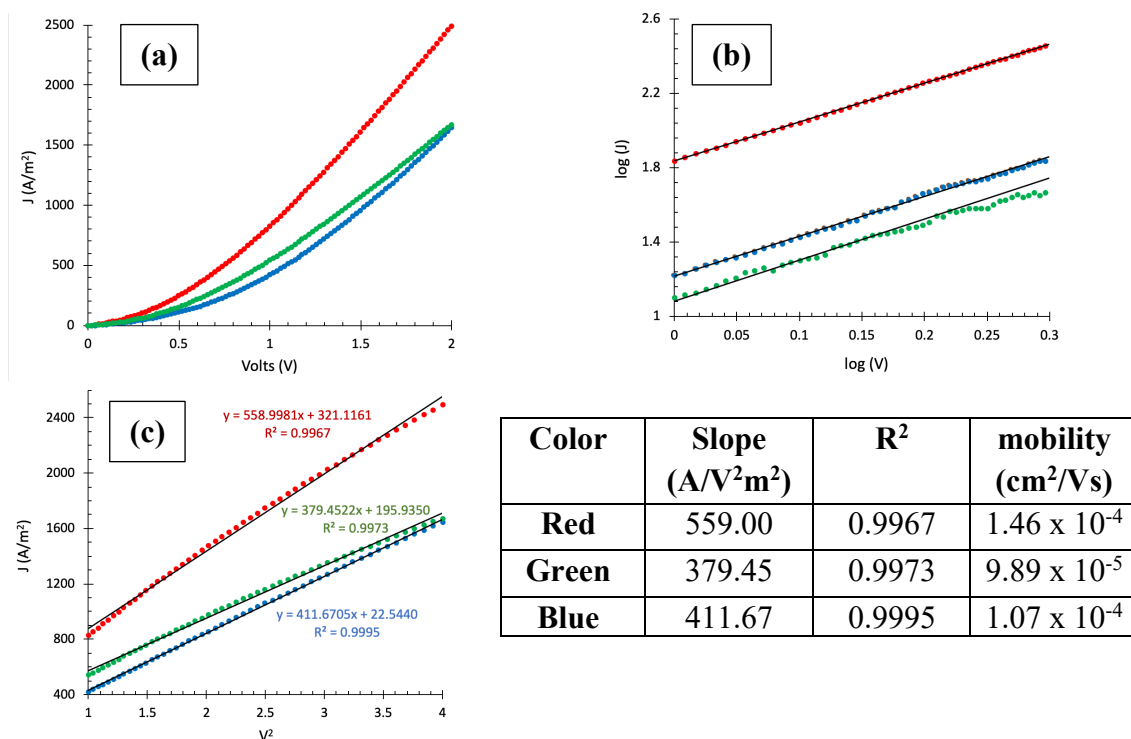 (a)
2500
2000
1500
1000
500
0
J (A/m²)
0 0.5 1 1.5 2
Volts (V)
(b)
2.6
2.2
1.8
1.4
1
log (J)
0 0.05 0.1 0.15 0.2 0.25 0.3
log (V)
(c)
2400
2000
1600
1200
800
400
J (A/m²)
y = 558.9981x + 321.1161
R² = 0.9967
y = 379.4522x + 195.9350
R² = 0.9973
y = 411.6705x + 22.5440
R² = 0.9995
1 1.5 2 2.5 3 3.5 4
V²
Color Slope R² mobility
(A/V²m²) (cm²/Vs)
Red 559.00 0.9967 1.46 x 10⁻⁴
Green 379.45 0.9973 9.89 x 10⁻⁵
Blue 411.67 0.9995 1.07 x 10⁻⁴